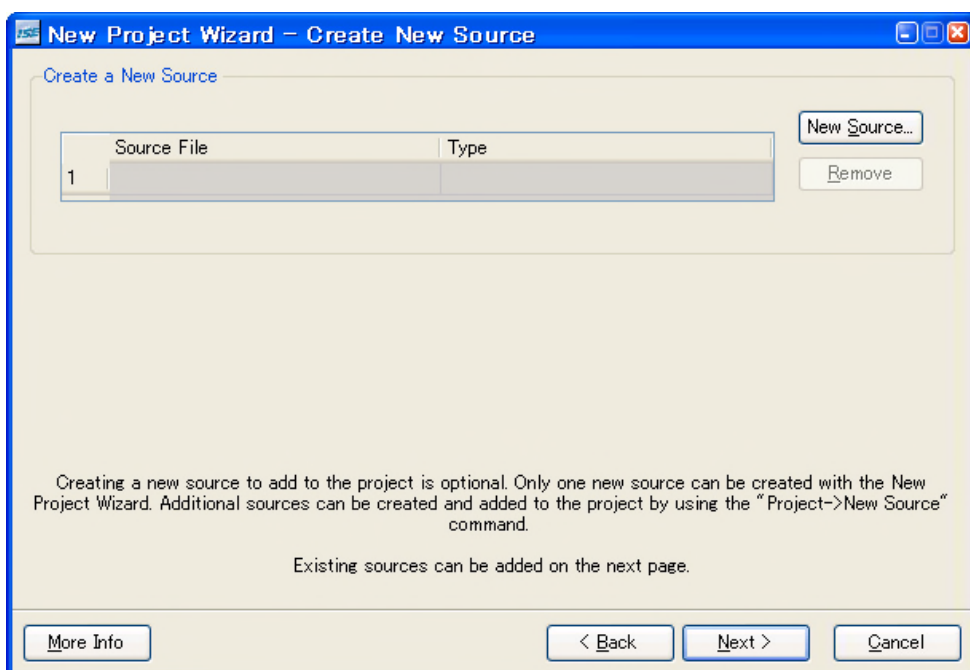 ISE New Project Wizard - Create New Source
Create a New Source
New Source...
Source File Type
1
Remove
Creating a new source to add to the project is optional. Only one new source can be created with the New
Project Wizard. Additional sources can be created and added to the project by using the "Project->New Source"
command.
Existing sources can be added on the next page.
More Info
< Back
Next >
Cancel